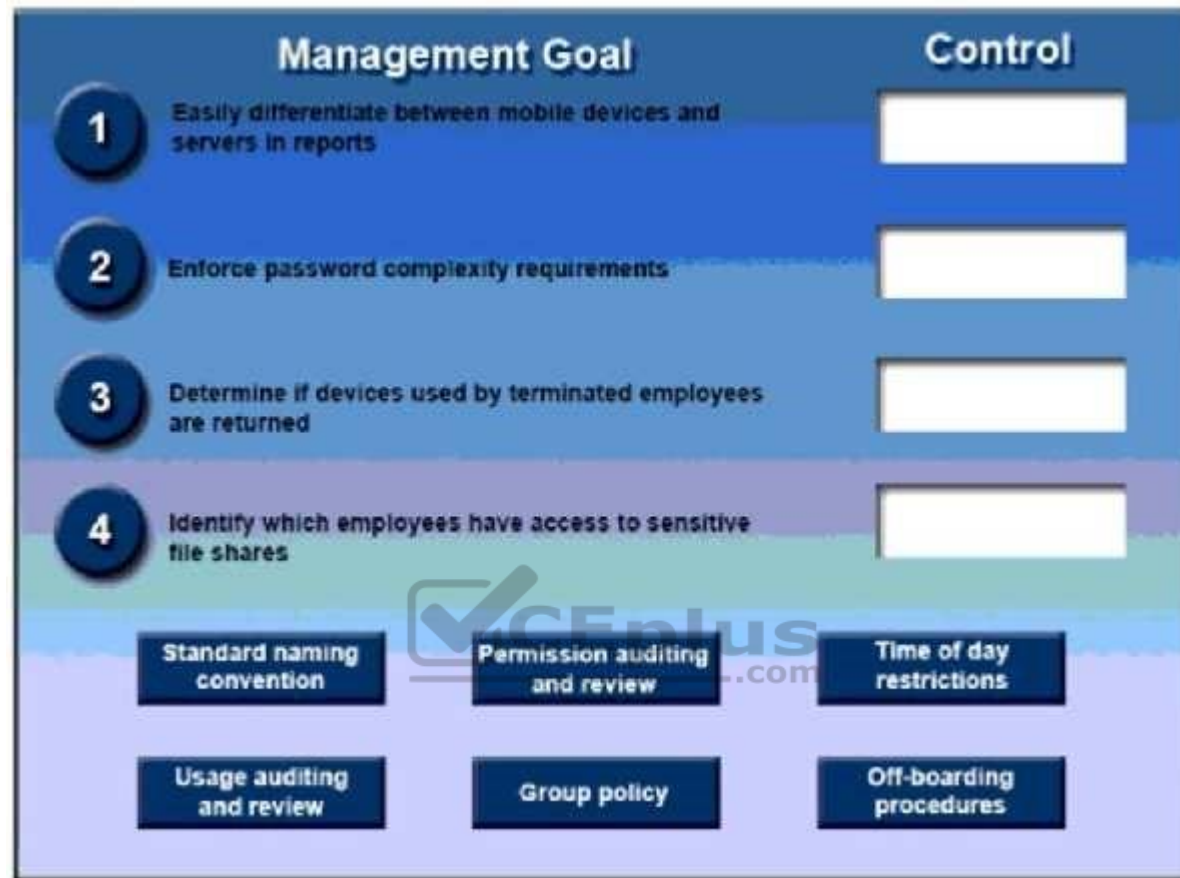 Management Goal
Control
1
Easily differentiate between mobile devices and
servers in reports
2
Enforce password complexity requirements
3
Determine if devices used by terminated employees
are returned
4
Identify which employees have access to sensitive
file shares
Standard naming
convention
Permission auditing
and review
Time of day
restrictions
Usage auditing
and review
Group policy
Off-boarding
procedures
CEplus
.com